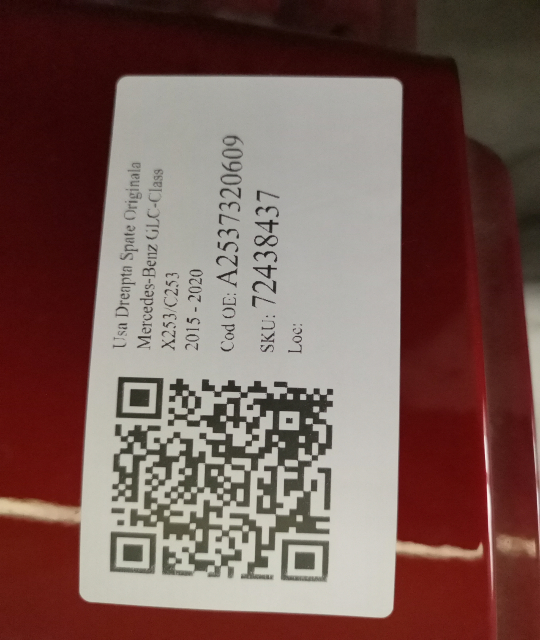 Usa Dreapta Spate Originala
Mercedes-Benz GLC-Class
X253/C253
2015 - 2020
Cod OE: A2537320609
SKU: 72438437
Loc: